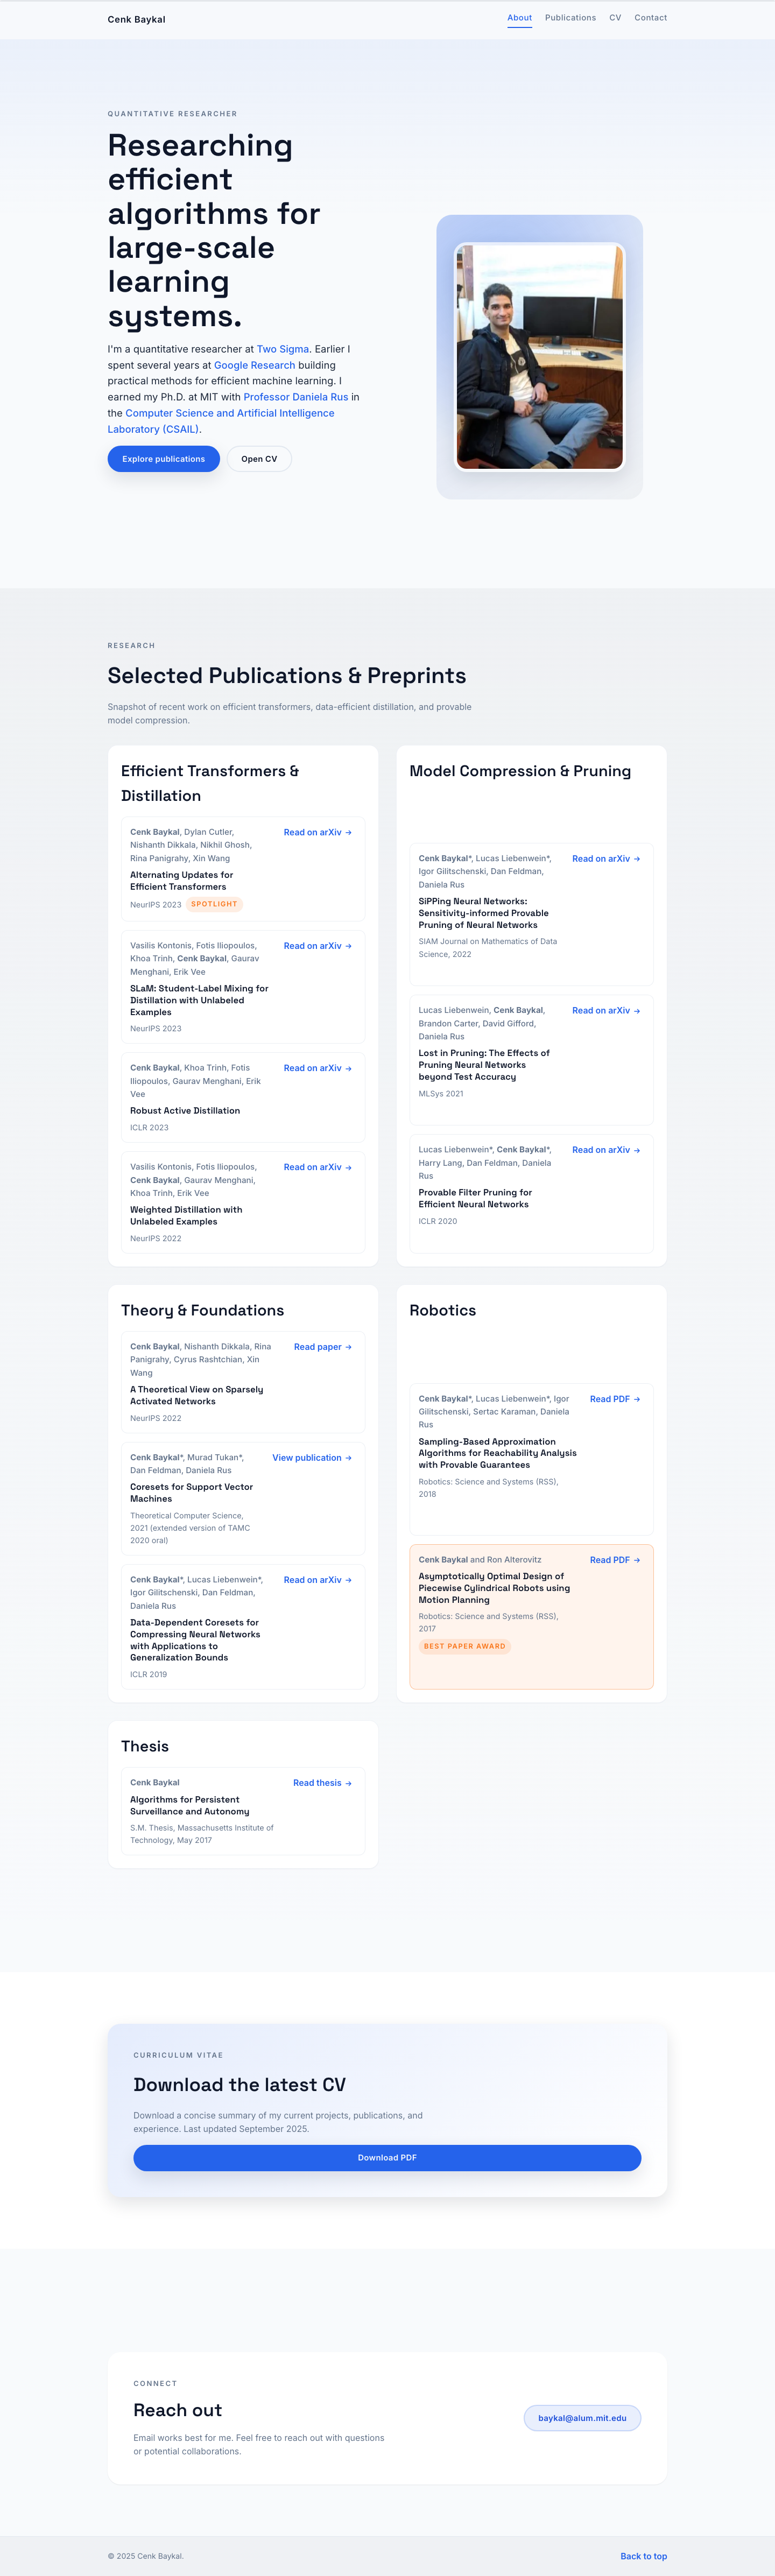 Cenk Baykal
About Publications CV Contact
QUANTITATIVE RESEARCHER
Researching
efficient
algorithms for
large-scale
learning
systems.
I'm a quantitative researcher at Two Sigma. Earlier I
spent several years at Google Research building
practical methods for efficient machine learning. I
earned my Ph.D. at MIT with Professor Daniela Rus in
the Computer Science and Artificial Intelligence
Laboratory (CSAIL).
Explore publications Open CV
RESEARCH
Selected Publications & Preprints
Snapshot of recent work on efficient transformers, data-efficient distillation, and provable
model compression.
Efficient Transformers &
Distillation
Cenk Baykal, Dylan Cutler,
Nishanth Dikkala, Nikhil Ghosh,
Rina Panigrahy, Xin Wang
Read on arXiv →
Alternating Updates for
Efficient Transformers
NeurIPS 2023 SPOTLIGHT
Vasilis Kontonis, Fotis Iliopoulos,
Khoa Trinh, Cenk Baykal, Gaurav
Menghani, Erik Vee
Read on arXiv →
SLaM: Student-Label Mixing for
Distillation with Unlabeled
Examples
NeurIPS 2023
Cenk Baykal, Khoa Trinh, Fotis
Iliopoulos, Gaurav Menghani, Erik
Vee
Read on arXiv →
Robust Active Distillation
ICLR 2023
Vasilis Kontonis, Fotis Iliopoulos,
Cenk Baykal, Gaurav Menghani,
Khoa Trinh, Erik Vee
Read on arXiv →
Weighted Distillation with
Unlabeled Examples
NeurIPS 2022
Model Compression & Pruning
Cenk Baykal*, Lucas Liebenwein*,
Igor Gilitschenski, Dan Feldman,
Daniela Rus
Read on arXiv →
SiPPing Neural Networks:
Sensitivity-informed Provable
Pruning of Neural Networks
SIAM Journal on Mathematics of Data
Science, 2022
Lucas Liebenwein, Cenk Baykal,
Brandon Carter, David Gifford,
Daniela Rus
Read on arXiv →
Lost in Pruning: The Effects of
Pruning Neural Networks
beyond Test Accuracy
MLSys 2021
Lucas Liebenwein*, Cenk Baykal*,
Harry Lang, Dan Feldman, Daniela
Rus
Read on arXiv →
Provable Filter Pruning for
Efficient Neural Networks
ICLR 2020
Theory & Foundations
Cenk Baykal, Nishanth Dikkala, Rina
Panigrahy, Cyrus Rashtchian, Xin
Wang
Read paper →
A Theoretical View on Sparsely
Activated Networks
NeurIPS 2022
Cenk Baykal*, Murad Tukan*,
Dan Feldman, Daniela Rus
View publication →
Coresets for Support Vector
Machines
Theoretical Computer Science,
2021 (extended version of TAMC
2020 oral)
Cenk Baykal*, Lucas Liebenwein*,
Igor Gilitschenski, Dan Feldman,
Daniela Rus
Read on arXiv →
Data-Dependent Coresets for
Compressing Neural Networks
with Applications to
Generalization Bounds
ICLR 2019
Robotics
Cenk Baykal*, Lucas Liebenwein*, Igor
Gilitschenski, Sertac Karaman, Daniela
Rus
Read PDF →
Sampling-Based Approximation
Algorithms for Reachability Analysis
with Provable Guarantees
Robotics: Science and Systems (RSS),
2018
Cenk Baykal and Ron Alterovitz
Read PDF →
Asymptotically Optimal Design of
Piecewise Cylindrical Robots using
Motion Planning
Robotics: Science and Systems (RSS),
2017
BEST PAPER AWARD
Thesis
Cenk Baykal
Read thesis →
Algorithms for Persistent
Surveillance and Autonomy
S.M. Thesis, Massachusetts Institute of
Technology, May 2017
CURRICULUM VITAE
Download the latest CV
Download a concise summary of my current projects, publications, and
experience. Last updated September 2025.
Download PDF
CONNECT
Reach out
Email works best for me. Feel free to reach out with questions
or potential collaborations.
baykal@alum.mit.edu
© 2025 Cenk Baykal.
Back to top